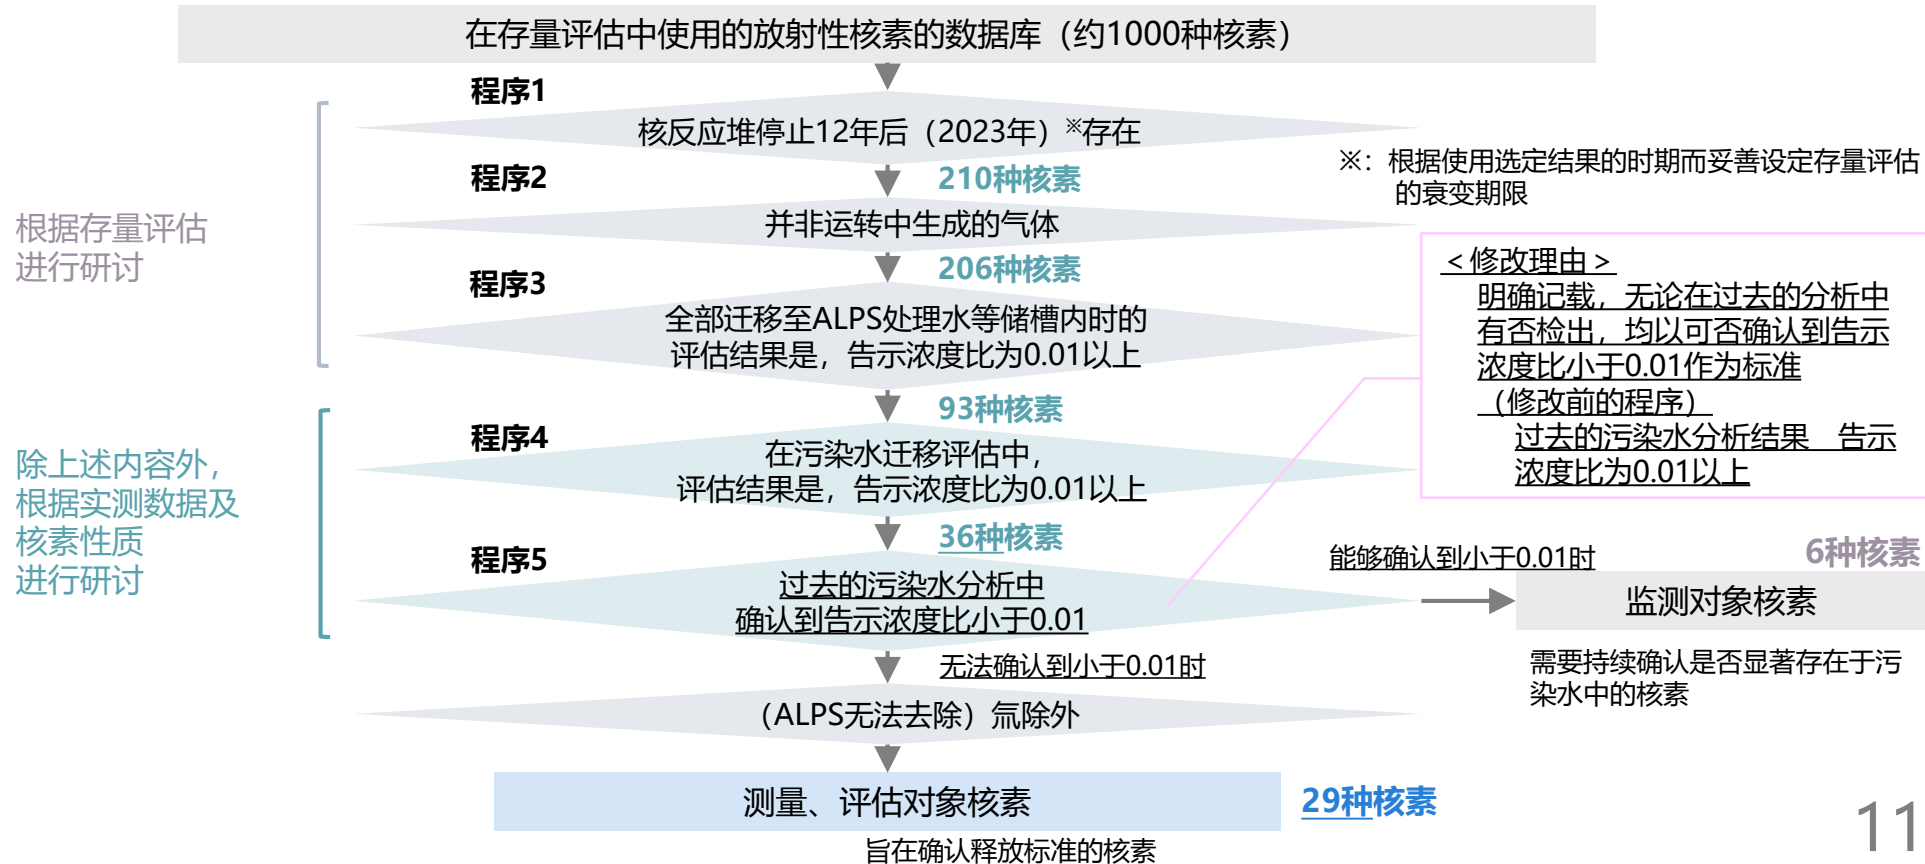 在存量评估中使用的放射性核素的数据库（约1000种核素）
程序1
核反应堆停止12年后（2023年）※存在
※：根据使用选定结果的时期而妥善设定存量评估
的衰变期限
程序2
210种核素
并非运转中生成的气体
根据存量评估
进行研讨
206种核素
程序3
全部迁移至ALPS处理水等储槽内时的
评估结果是，告示浓度比为0.01以上
＜修改理由＞
明确记载，无论在过去的分析中
有否检出，均以可否确认到告示
浓度比小于0.01作为标准
（修改前的程序）
过去的污染水分析结果　告示
浓度比为0.01以上
93种核素
程序4
在污染水迁移评估中，
评估结果是，告示浓度比为0.01以上
除上述内容外，
根据实测数据及
核素性质
进行研讨
36种核素
程序5
过去的污染水分析中
确认到告示浓度比小于0.01
能够确认到小于0.01时
6种核素
监测对象核素
需要持续确认是否显著存在于污
染水中的核素
无法确认到小于0.01时
（ALPS无法去除）氚除外
测量、评估对象核素
29种核素
旨在确认释放标准的核素
11